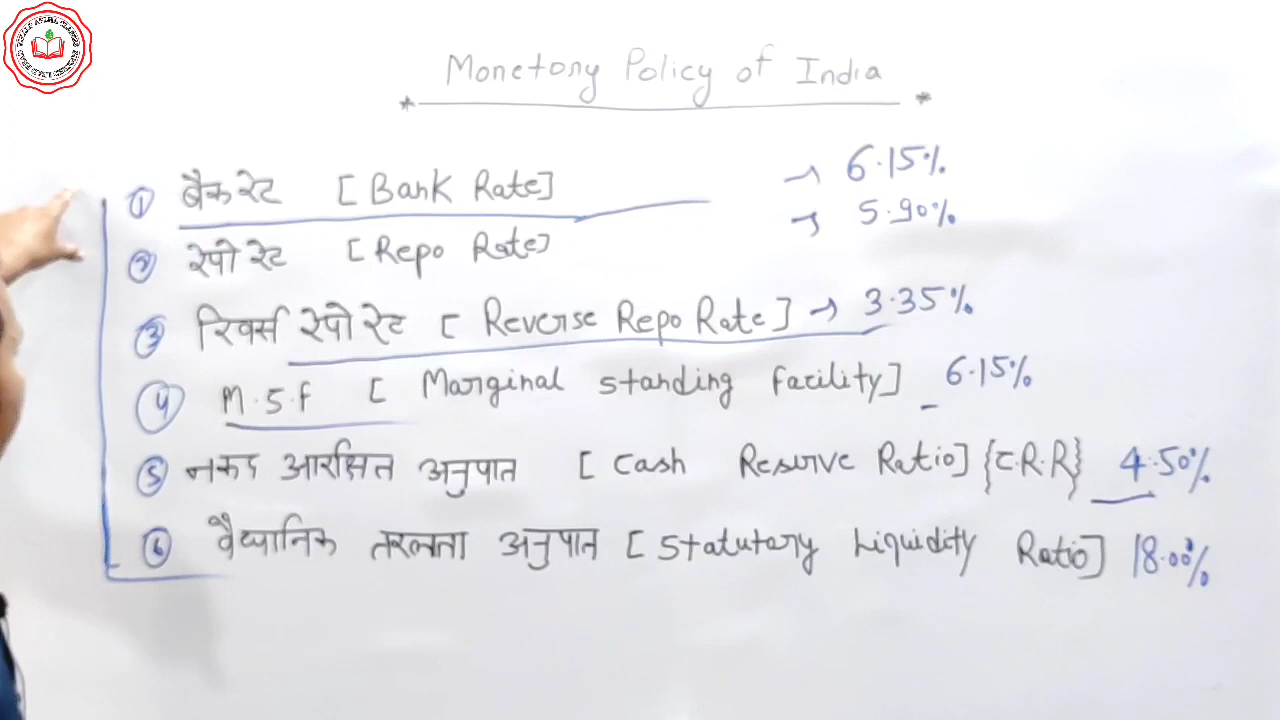 Monetory Policy of India
① बैंक रेट [Bank Rate] → 6.15%
→ 5.90%
② रेपो रेट [Repo Rate]
③ रिवर्स रेपो रेट [Reverse Repo Rate] → 3.35%
④ M.S.F [Marginal standing facility] 6.15%
⑤ नकद आरक्षित अनुपात [Cash Reserve Ratio] {C.R.R} 4.50%
⑥ वैध्यानिक तरलता अनुपात [Statutary Liquidity Ratio] 18.00%